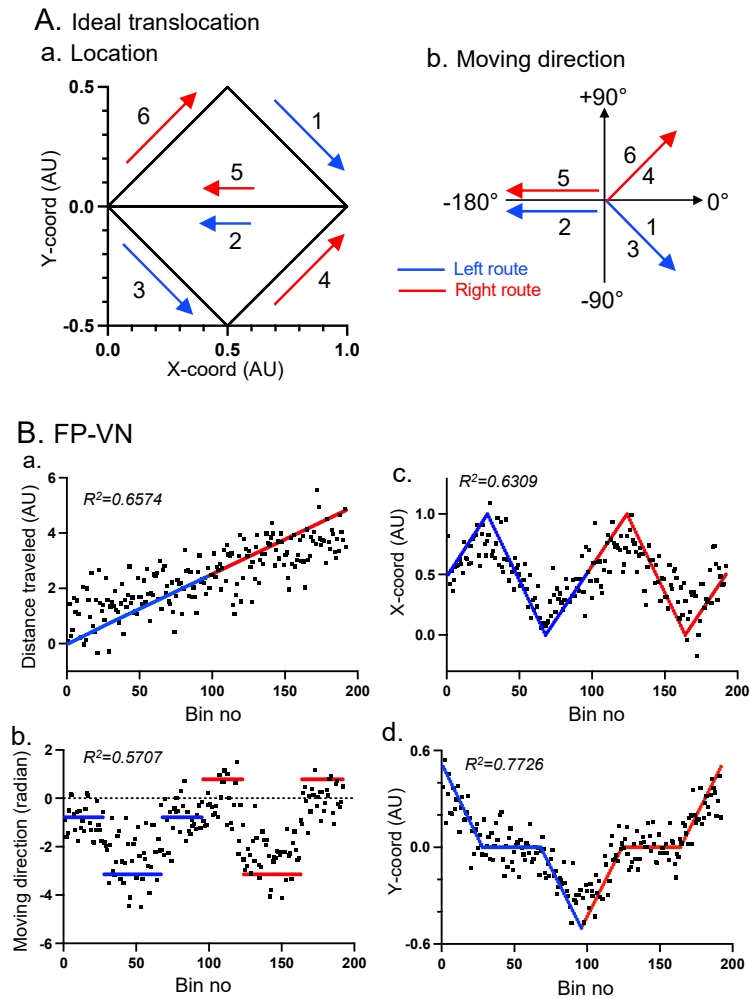 A. Ideal translocation
a. Location
b. Moving direction
0.5
0.0
-0.5
Y-coord (AU)
0.0
0.5
1.0
X-coord (AU)
6
1
5
2
3
4
+90°
6
4
5
-180°
0°
2
1
3
-90°
Left route
Right route
B. FP-VN
a.
R²=0.6574
6
4
2
0
Distance traveled (AU)
0
50
100
150
200
Bin no
c.
R²=0.6309
1.0
0.5
0.0
X-coord (AU)
0
50
100
150
200
Bin no
b.
R²=0.5707
2
0
-2
-4
-6
Moving direction (radian)
0
50
100
150
200
Bin no
d.
R²=0.7726
0.6
0.0
-0.6
Y-coord (AU)
0
50
100
150
200
Bin no